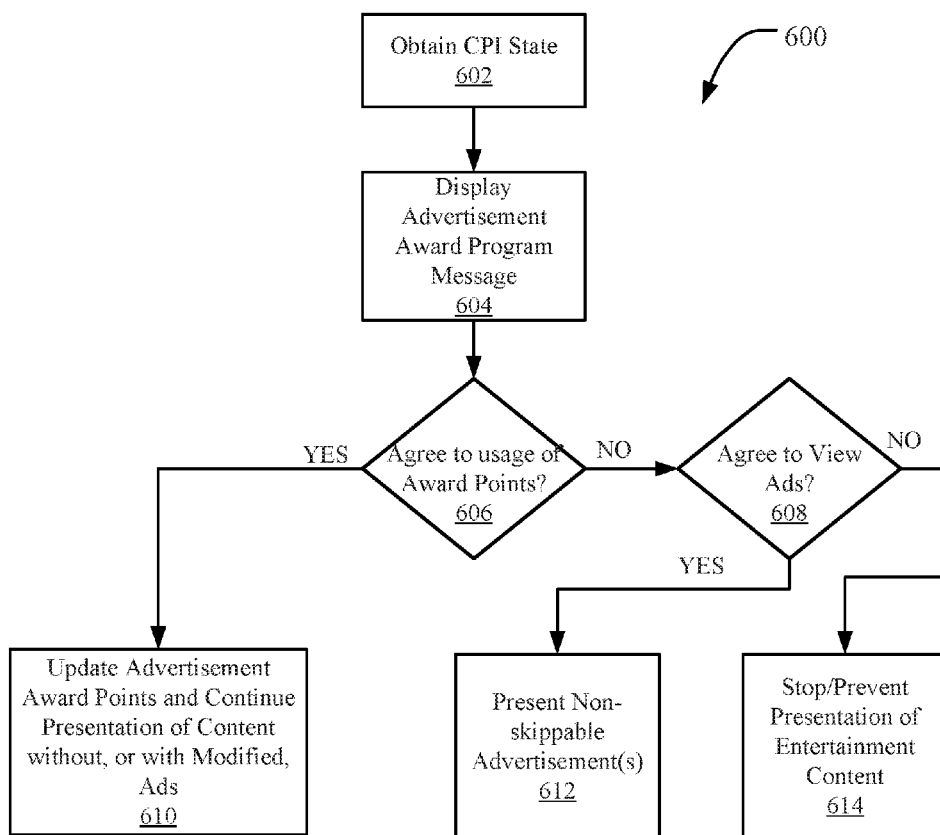 Obtain CPI State
602
600
Display
Advertisement
Award Program
Message
604
YES
Agree to usage of
Award Points?
606
NO
Agree to View
Ads?
608
NO
YES
Update Advertisement
Award Points and Continue
Presentation of Content
without, or with Modified,
Ads
610
Present Non-
skippable
Advertisement(s)
612
Stop/Prevent
Presentation of
Entertainment
Content
614